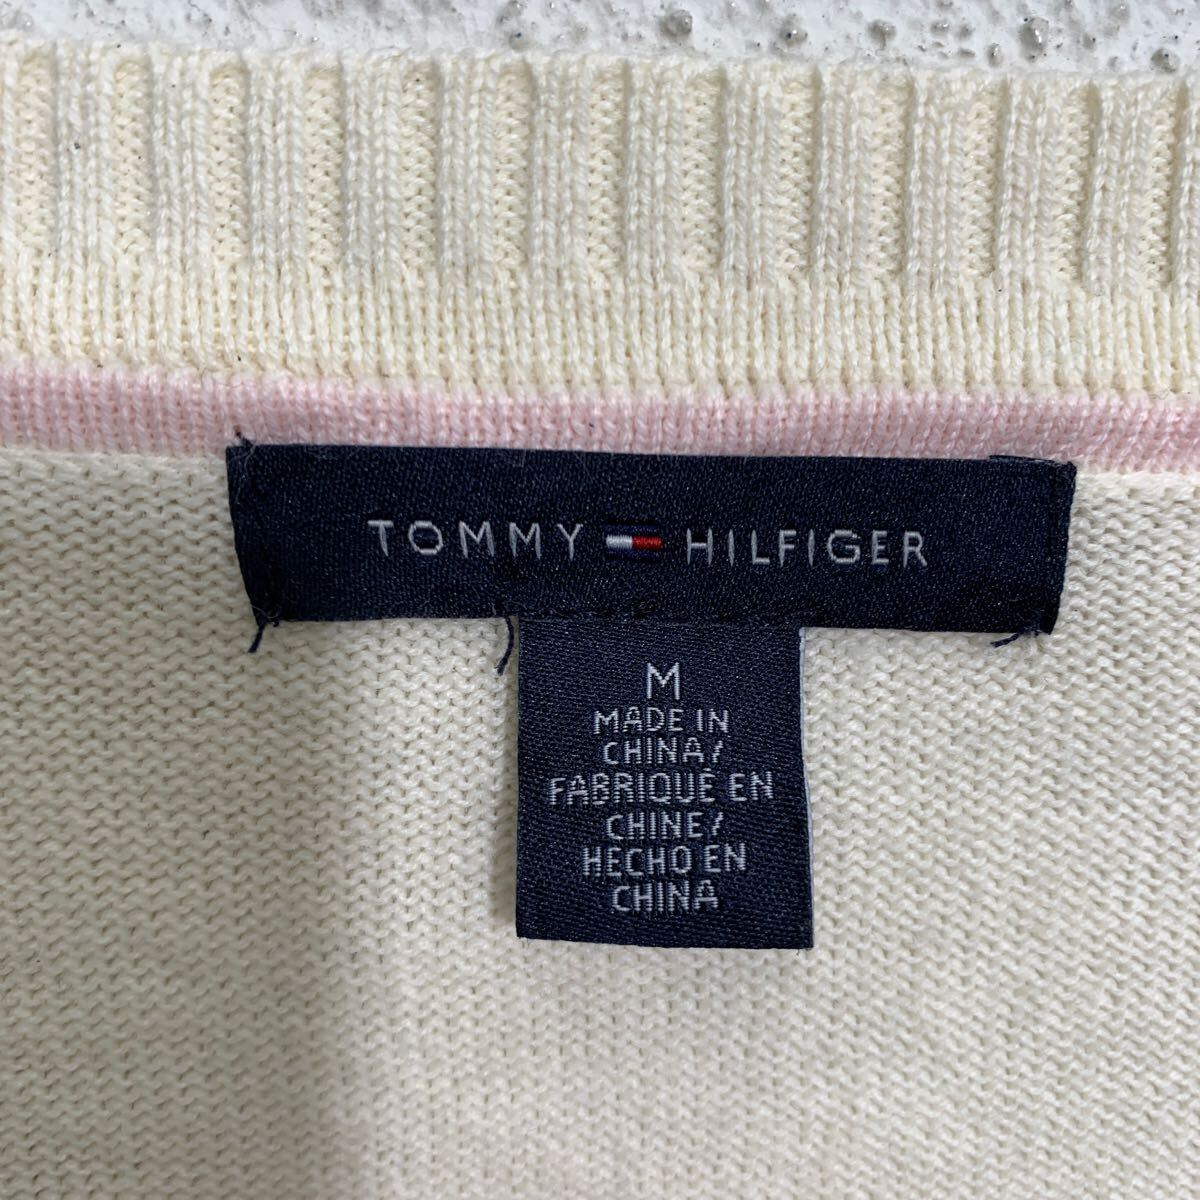 TOMMY HILFIGER
M
MADE IN
CHINA/
FABRIQUÉ EN
CHINE/
HECHO EN
CHINA